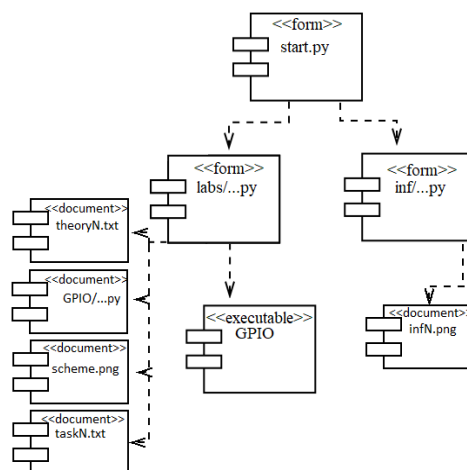 <<form>>
start.py
<<form>>
labs/...py
<<form>>
inf/...py
<<document>>
theoryN.txt
<<document>>
GPIO/...py
<<document>>
scheme.png
<<document>>
taskN.txt
<<executable>>
GPIO
<<document>>
infN.png